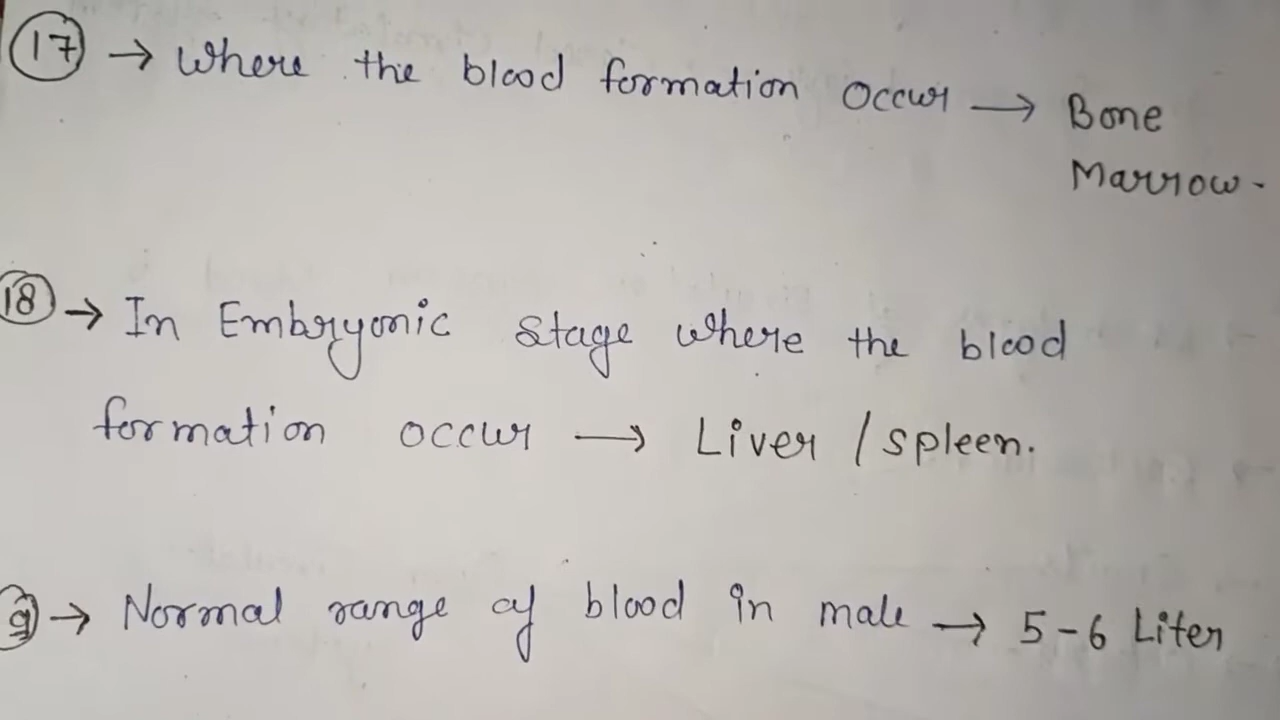 17 → Where the blood formation occur → Bone
Marrow.
18 → In Embryonic stage where the blood
formation occur → Liver / spleen.
9 → Normal range of blood in male → 5-6 Liter